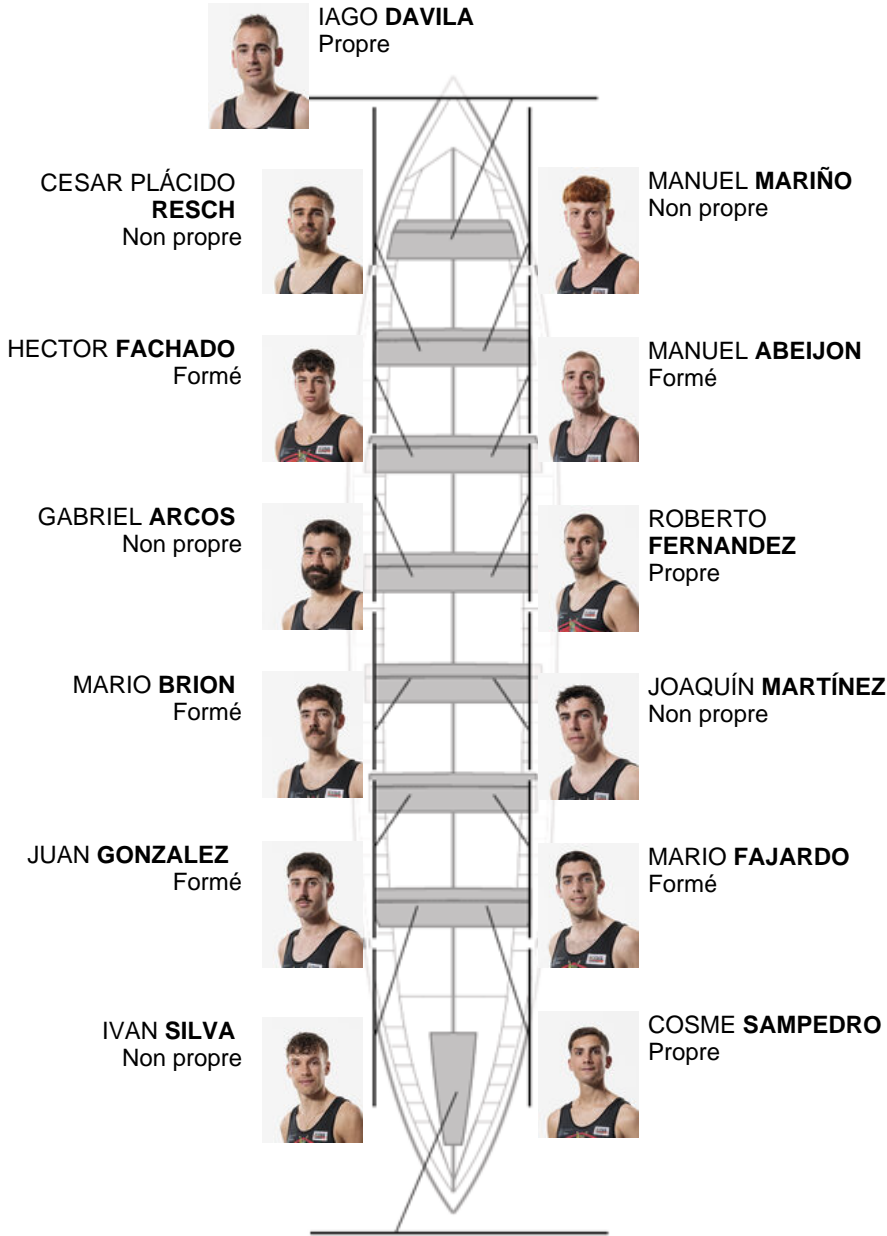 IAGO DAVILA
Propre
CESAR PLÁCIDO
RESCH
Non propre
MANUEL MARIÑO
Non propre
HECTOR FACHADO
Formé
MANUEL ABEIJON
Formé
GABRIEL ARCOS
Non propre
ROBERTO
FERNANDEZ
Propre
MARIO BRION
Formé
JOAQUÍN MARTÍNEZ
Non propre
JUAN GONZALEZ
Formé
MARIO FAJARDO
Formé
IVAN SILVA
Non propre
COSME SAMPEDRO
Propre